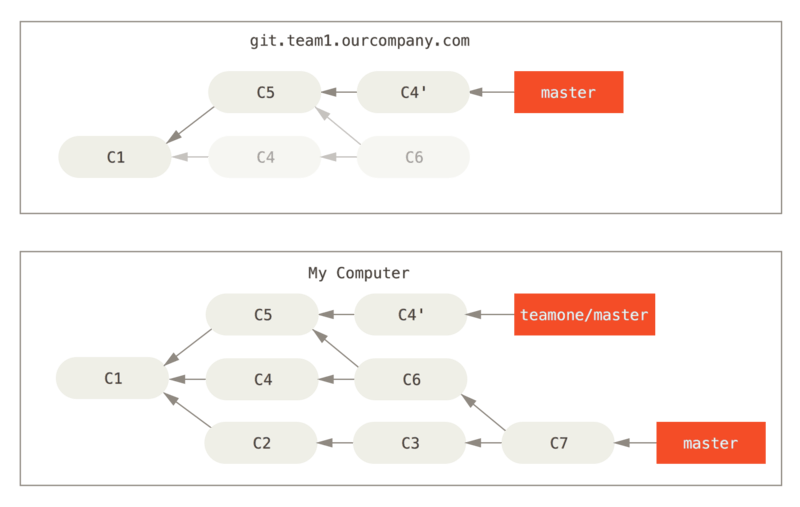 git.team1.ourcompany.com
C5 C4' master
C1 C4 C6
My Computer
C5 C4' teamone/master
C1 C4 C6
C2 C3 C7 master